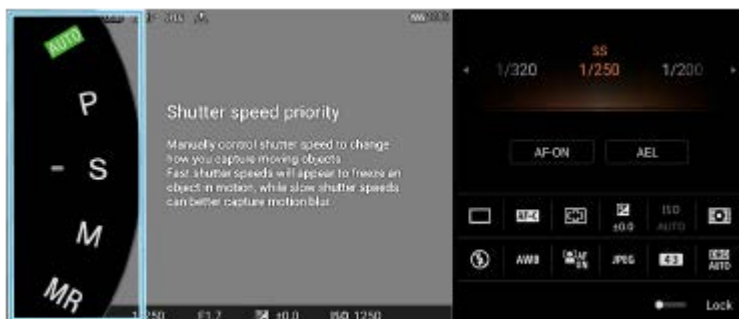 AUTO
P
- S
M
MR
Shutter speed priority
Manually control shutter speed to change
how you capture moving objects
Fast shutter speeds will appear to freeze an
object in motion, while slow shutter speeds
can better capture motion blur.
F1.7 ±0.0 ISO 1250
SS
1/320 1/250 1/200
AF-ON AEL
AF-C ±0.0 ISO AUTO
AWB AF ON JPEG 4:3 AUTO
Lock